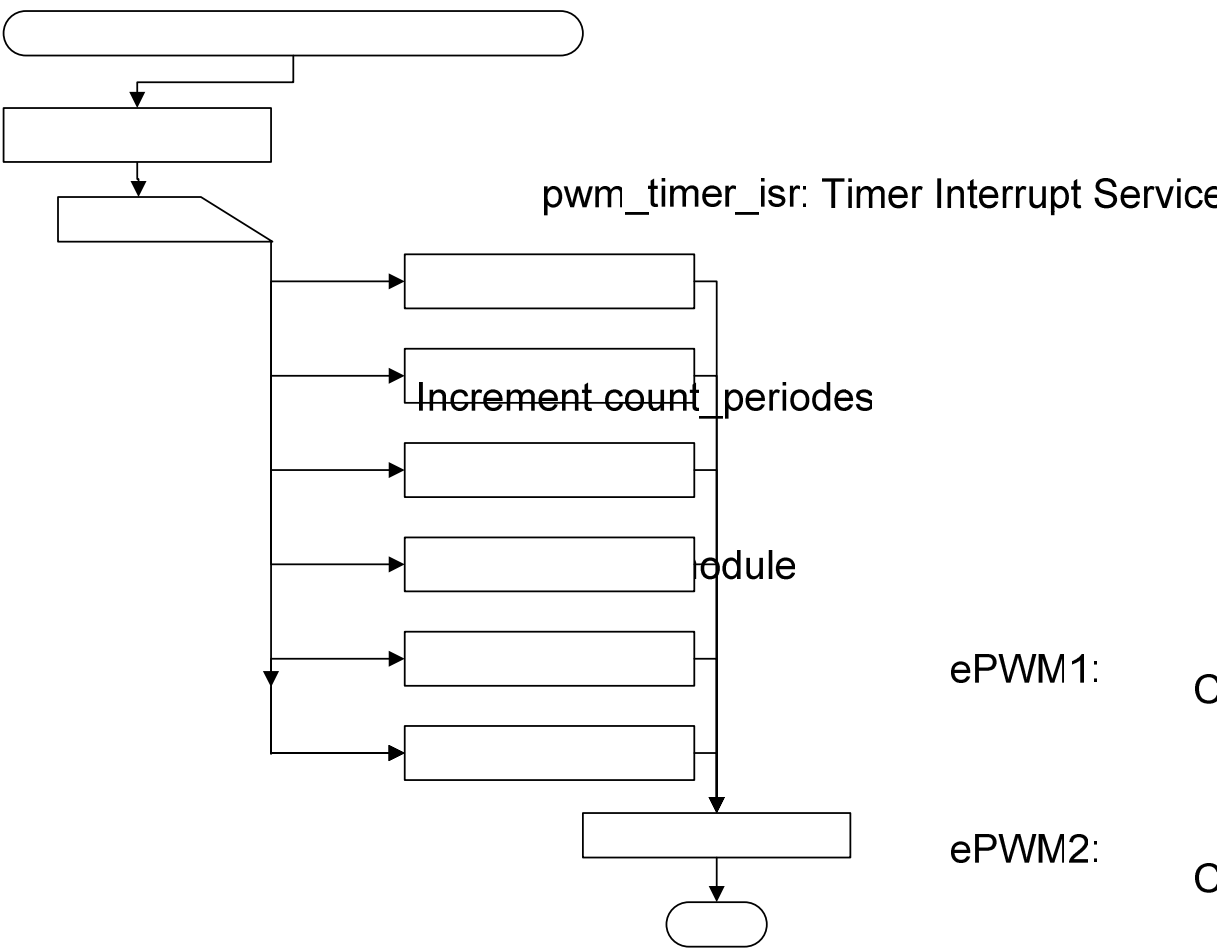 pwm_timer_isr: Timer Interrupt Service
Increment count_periodes
odule
ePWM1:
C
ePWM2:
C